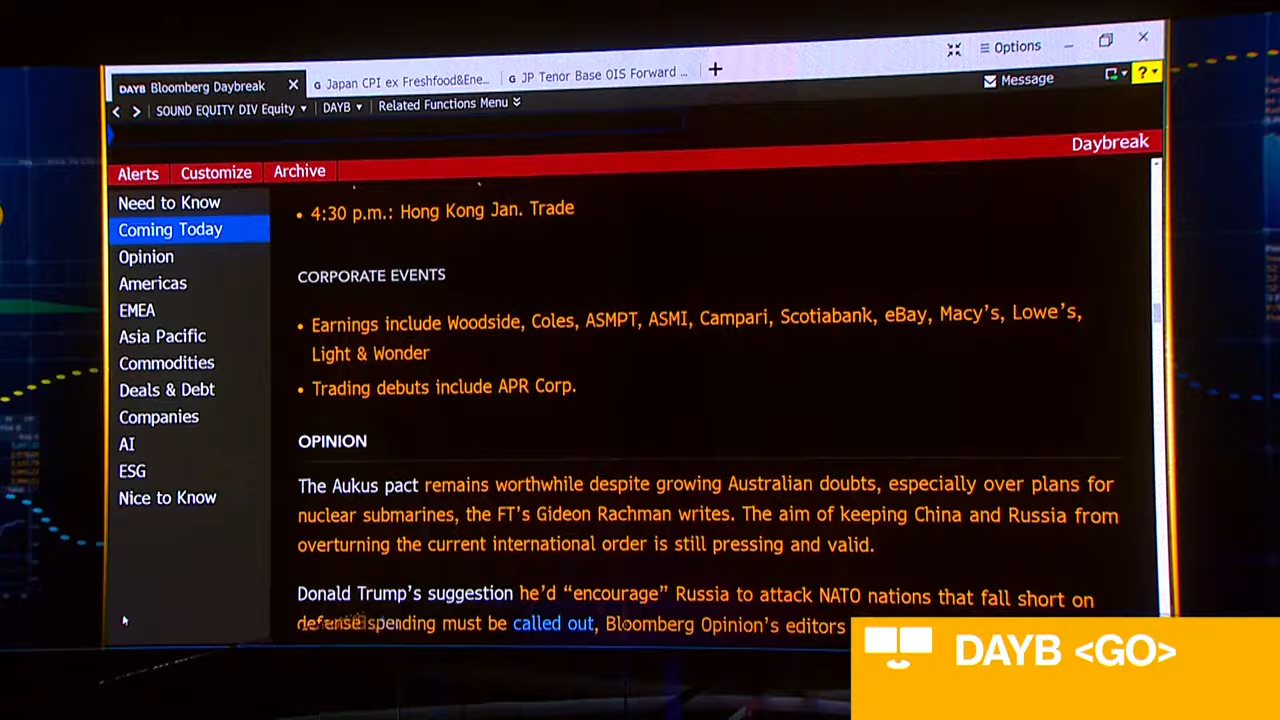 Options
DAYB Bloomberg Daybreak
G Japan CPI ex Freshfood&Ene...
G JP Tenor Base OIS Forward ...
Message
?
SOUND EQUITY DIV Equity
DAYB
Related Functions Menu
Daybreak
Alerts
Customize
Archive
Need to Know
Coming Today
Opinion
Americas
EMEA
Asia Pacific
Commodities
Deals & Debt
Companies
AI
ESG
Nice to Know
• 4:30 p.m.: Hong Kong Jan. Trade
CORPORATE EVENTS
• Earnings include Woodside, Coles, ASMPT, ASMI, Campari, Scotiabank, eBay, Macy's, Lowe's,
Light & Wonder
• Trading debuts include APR Corp.
OPINION
The Aukus pact remains worthwhile despite growing Australian doubts, especially over plans for
nuclear submarines, the FT's Gideon Rachman writes. The aim of keeping China and Russia from
overturning the current international order is still pressing and valid.
Donald Trump's suggestion he'd “encourage” Russia to attack NATO nations that fall short on
defense spending must be called out, Bloomberg Opinion's editors
DAYB <GO>